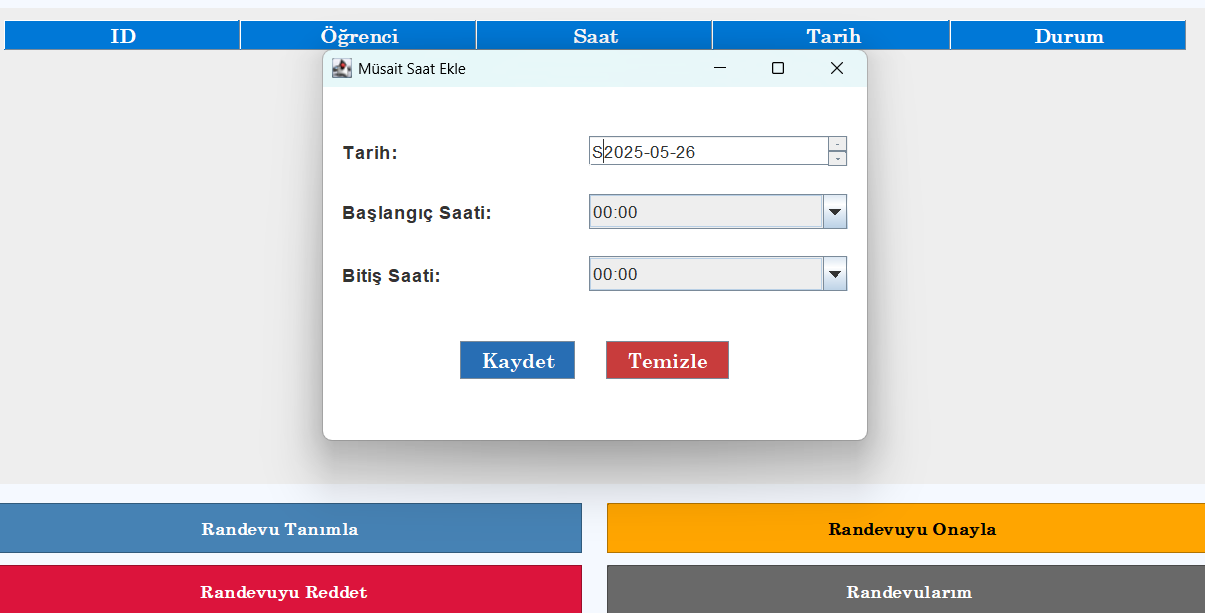 ID Öğrenci Saat Tarih Durum
Müsait Saat Ekle
Tarih: S2025-05-26
Başlangıç Saati: 00:00
Bitiş Saati: 00:00
Kaydet Temizle
Randevu Tanımla Randevuyu Onayla
Randevuyu Reddet Randevularım